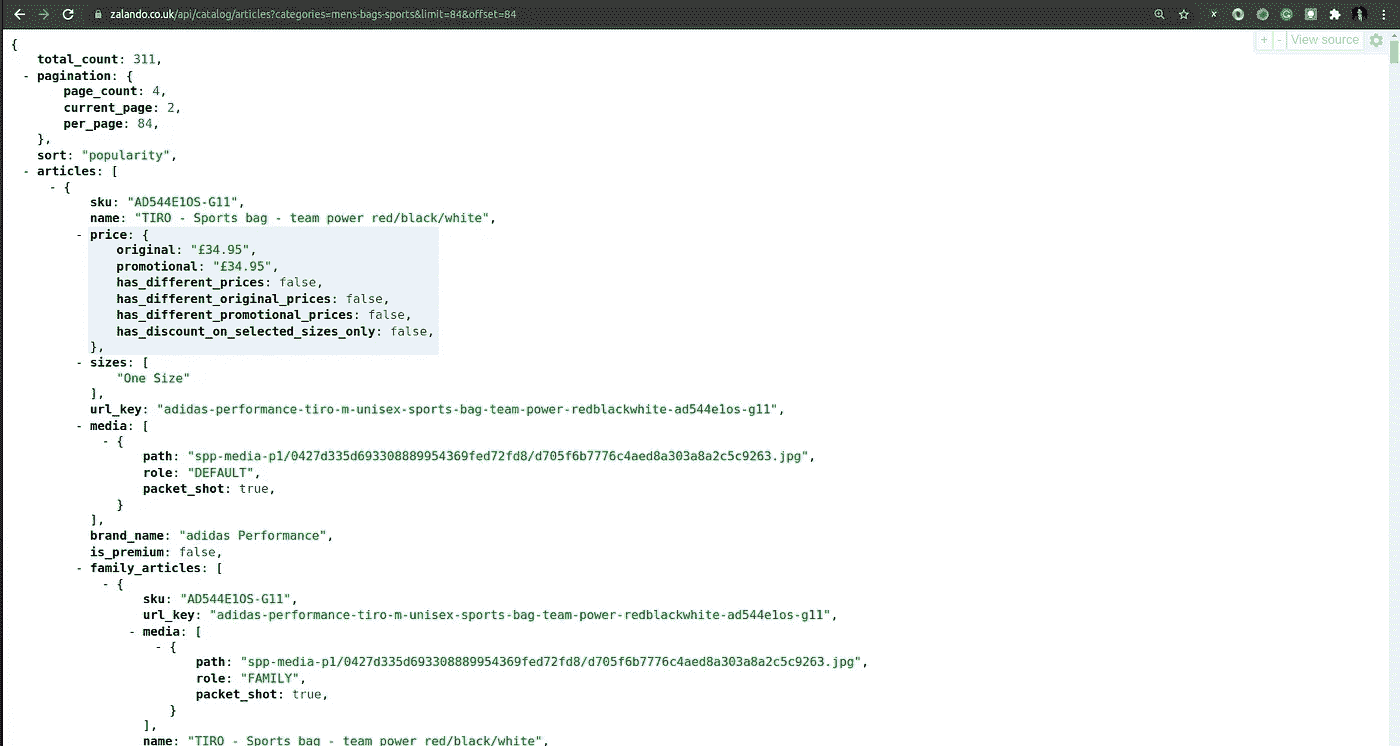 zalando.co.uk/api/catalog/articles?categories=mens-bags-sports&limit=84&offset=84
+ - View source
{
total_count: 311,
- pagination: {
page_count: 4,
current_page: 2,
per_page: 84,
},
sort: "popularity",
- articles: [
- {
sku: "AD544E1OS-G11",
name: "TIRO - Sports bag - team power red/black/white",
- price: {
original: "£34.95",
promotional: "£34.95",
has_different_prices: false,
has_different_original_prices: false,
has_different_promotional_prices: false,
has_discount_on_selected_sizes_only: false,
},
- sizes: [
"One Size"
],
url_key: "adidas-performance-tiro-m-unisex-sports-bag-team-power-redblackwhite-ad544e1os-g11",
- media: [
- {
path: "spp-media-p1/0427d335d693308889954369fed72fd8/d705f6b7776c4aed8a303a8a2c5c9263.jpg",
role: "DEFAULT",
packet_shot: true,
}
],
brand_name: "adidas Performance",
is_premium: false,
- family_articles: [
- {
sku: "AD544E1OS-G11",
url_key: "adidas-performance-tiro-m-unisex-sports-bag-team-power-redblackwhite-ad544e1os-g11",
- media: [
- {
path: "spp-media-p1/0427d335d693308889954369fed72fd8/d705f6b7776c4aed8a303a8a2c5c9263.jpg",
role: "FAMILY",
packet_shot: true,
}
],
name: "TIRO - Sports bag - team power red/black/white",